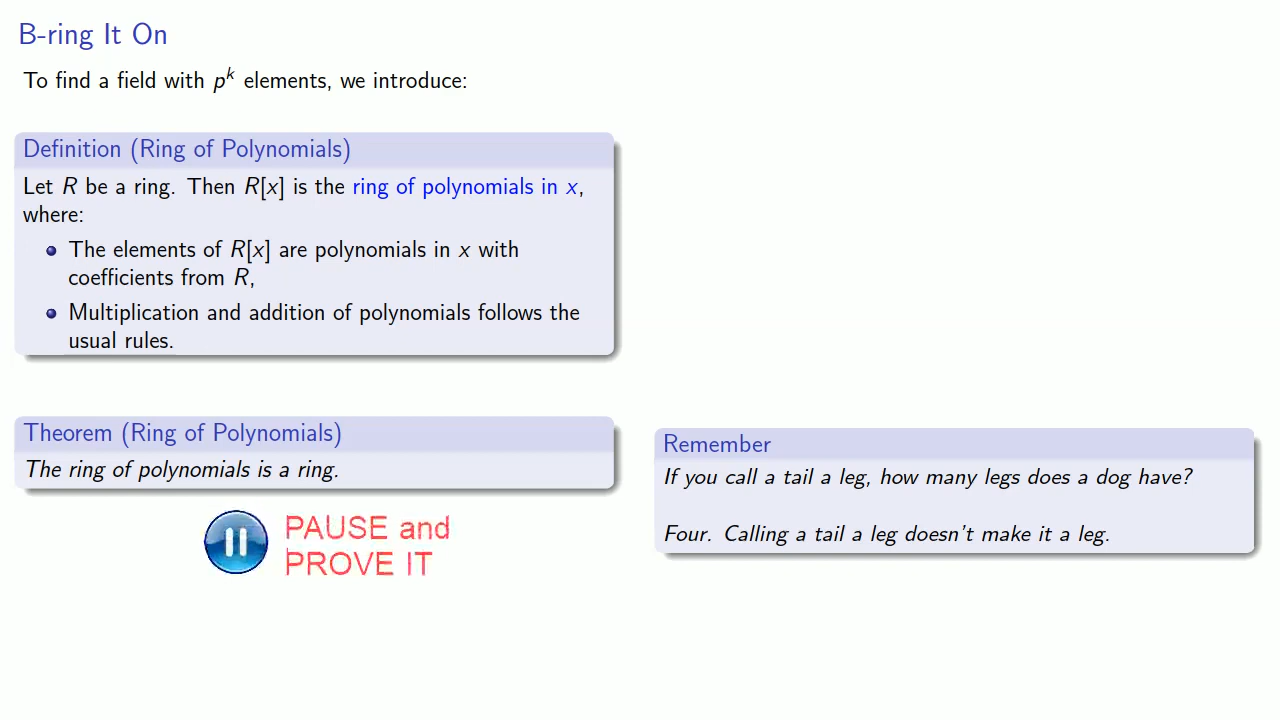 B-ring It On
To find a field with pᵏ elements, we introduce:
Definition (Ring of Polynomials)
Let R be a ring. Then R[x] is the ring of polynomials in x,
where:
The elements of R[x] are polynomials in x with
coefficients from R,
Multiplication and addition of polynomials follows the
usual rules.
Theorem (Ring of Polynomials)
The ring of polynomials is a ring.
PAUSE and
PROVE IT
Remember
If you call a tail a leg, how many legs does a dog have?
Four. Calling a tail a leg doesn't make it a leg.